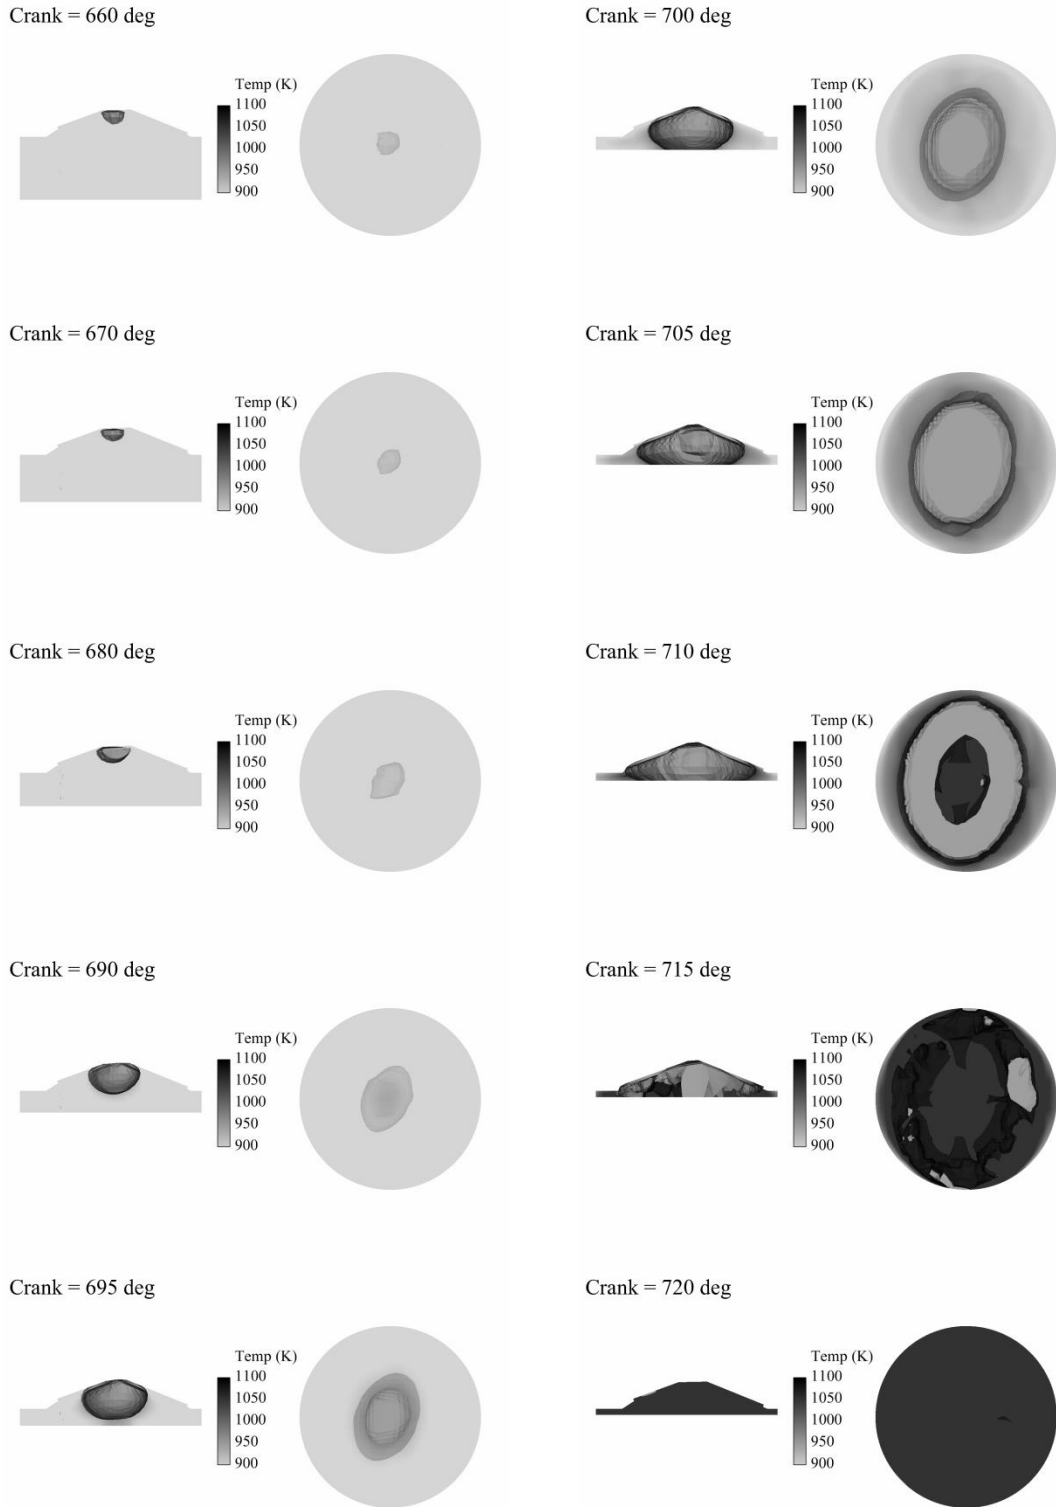 Crank = 660 deg
Temp (K)
1100
1050
1000
950
900
Crank = 670 deg
Temp (K)
1100
1050
1000
950
900
Crank = 680 deg
Temp (K)
1100
1050
1000
950
900
Crank = 690 deg
Temp (K)
1100
1050
1000
950
900
Crank = 695 deg
Temp (K)
1100
1050
1000
950
900
Crank = 700 deg
Temp (K)
1100
1050
1000
950
900
Crank = 705 deg
Temp (K)
1100
1050
1000
950
900
Crank = 710 deg
Temp (K)
1100
1050
1000
950
900
Crank = 715 deg
Temp (K)
1100
1050
1000
950
900
Crank = 720 deg
Temp (K)
1100
1050
1000
950
900